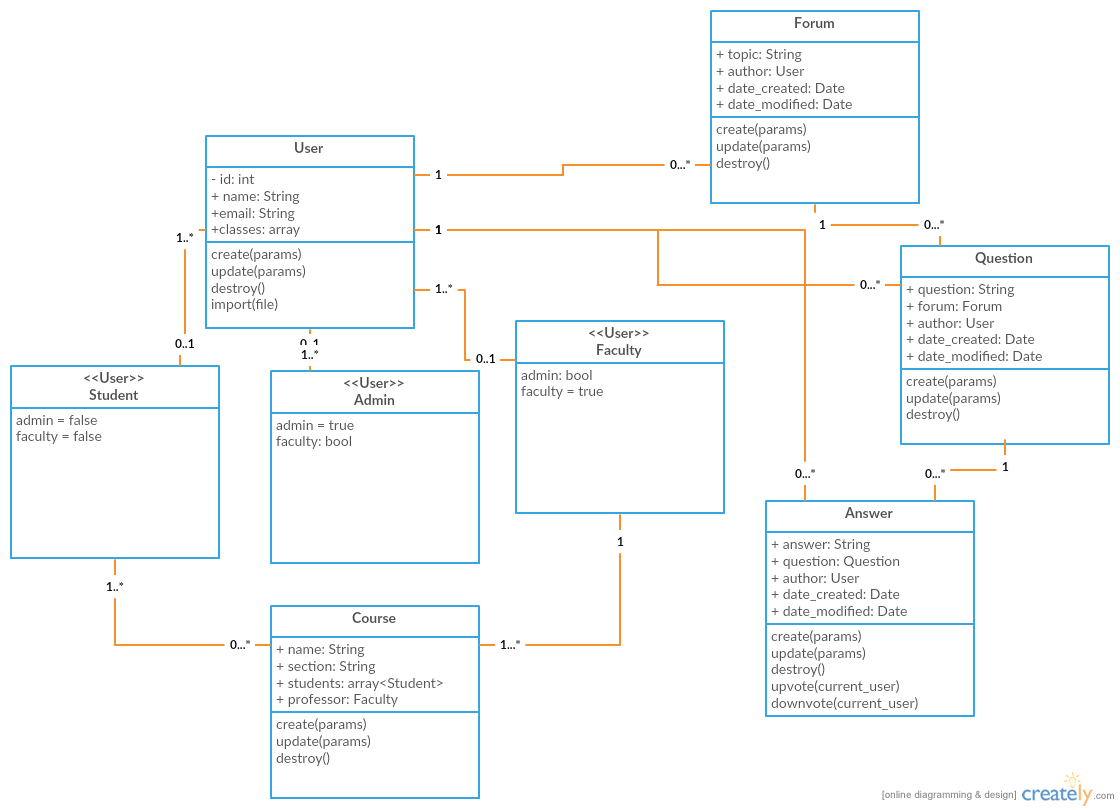 Forum
+ topic: String
+ author: User
+ date_created: Date
+ date_modified: Date
create(params)
update(params)
destroy()
User
- id: int
+ name: String
+email: String
+classes: array
create(params)
update(params)
destroy()
import(file)
1
0...*
1
0...*
1
0...*
1..*
0..1
0..1
1..*
1..*
0..1
Question
+ question: String
+ forum: Forum
+ author: User
+ date_created: Date
+ date_modified: Date
create(params)
update(params)
destroy()
<<User>>
Student
admin = false
faculty = false
<<User>>
Admin
admin = true
faculty: bool
<<User>>
Faculty
admin: bool
faculty = true
0...*
0...*
1
Answer
+ answer: String
+ question: Question
+ author: User
+ date_created: Date
+ date_modified: Date
create(params)
update(params)
destroy()
upvote(current_user)
downvote(current_user)
1
1..*
0...*
1...*
Course
+ name: String
+ section: String
+ students: array<Student>
+ professor: Faculty
create(params)
update(params)
destroy()
[online diagramming & design] creately.com